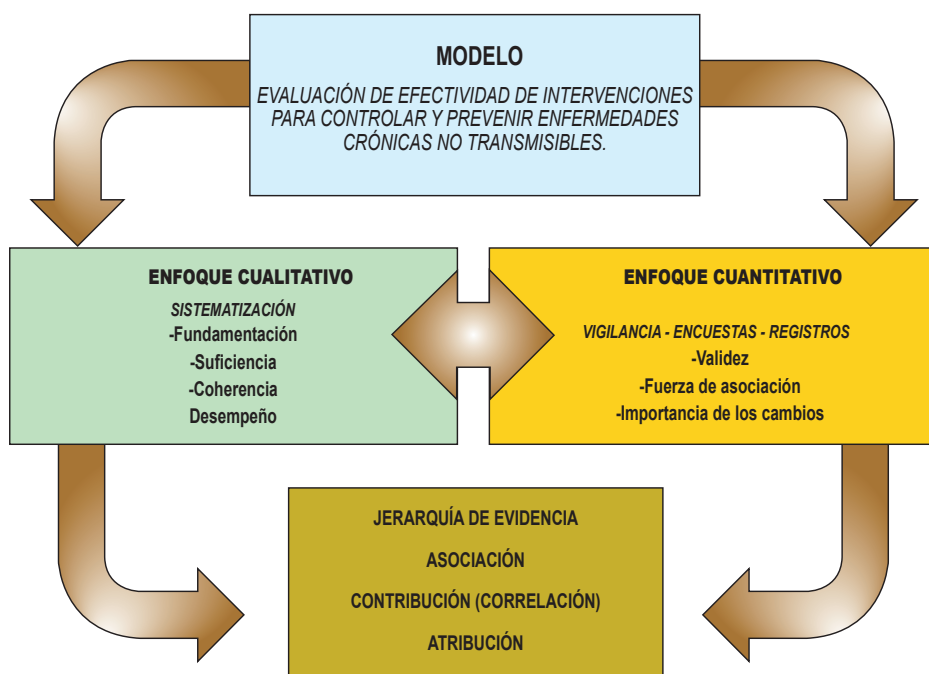 MODELO
EVALUACIÓN DE EFECTIVIDAD DE INTERVENCIONES
PARA CONTROLAR Y PREVENIR ENFERMEDADES
CRÓNICAS NO TRANSMISIBLES.
ENFOQUE CUALITATIVO
SISTEMATIZACIÓN
-Fundamentación
-Suficiencia
-Coherencia
Desempeño
ENFOQUE CUANTITATIVO
VIGILANCIA - ENCUESTAS - REGISTROS
-Validez
-Fuerza de asociación
-Importancia de los cambios
JERARQUÍA DE EVIDENCIA
ASOCIACIÓN
CONTRIBUCIÓN (CORRELACIÓN)
ATRIBUCIÓN